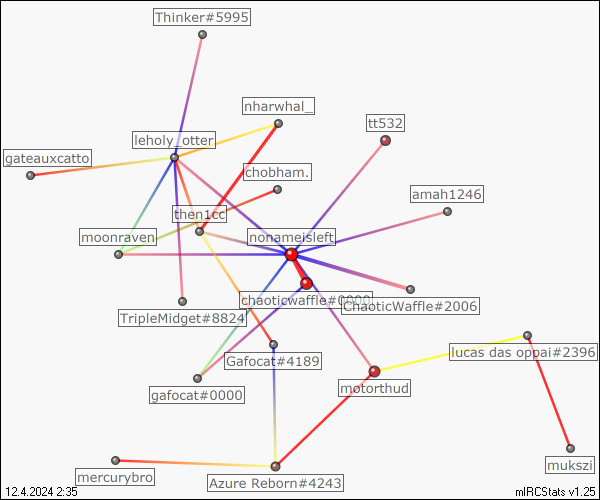 Thinker#5995
nharwhal_
tt532
leholy_otter
gateauxcatto
chobham.
amah1246
then1cc
moonraven
nonameisleft
chaoticwaffle#0000
ChaoticWaffle#2006
TripleMidget#8824
Gafocat#4189
lucas das oppai#2396
gafocat#0000
motorthud
mukszi
mercurybro
Azure Reborn#4243
12.4.2024 2:35
mIRCStats v1.25